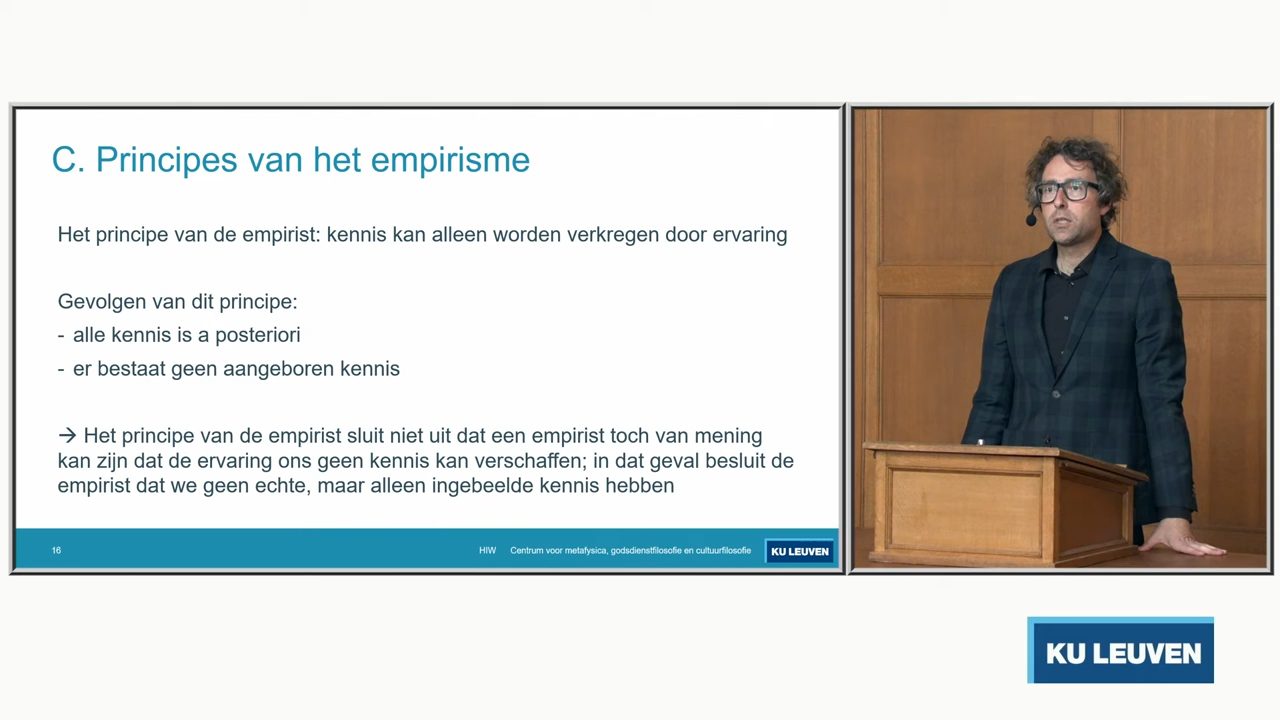 C. Principes van het empirisme
Het principe van de empirist: kennis kan alleen worden verkregen door ervaring
Gevolgen van dit principe:
- alle kennis is a posteriori
- er bestaat geen aangeboren kennis
→ Het principe van de empirist sluit niet uit dat een empirist toch van mening
kan zijn dat de ervaring ons geen kennis kan verschaffen; in dat geval besluit de
empirist dat we geen echte, maar alleen ingebeelde kennis hebben
16 HIW Centrum voor metafysica, godsdienstfilosofie en cultuurfilosofie KU LEUVEN
KU LEUVEN